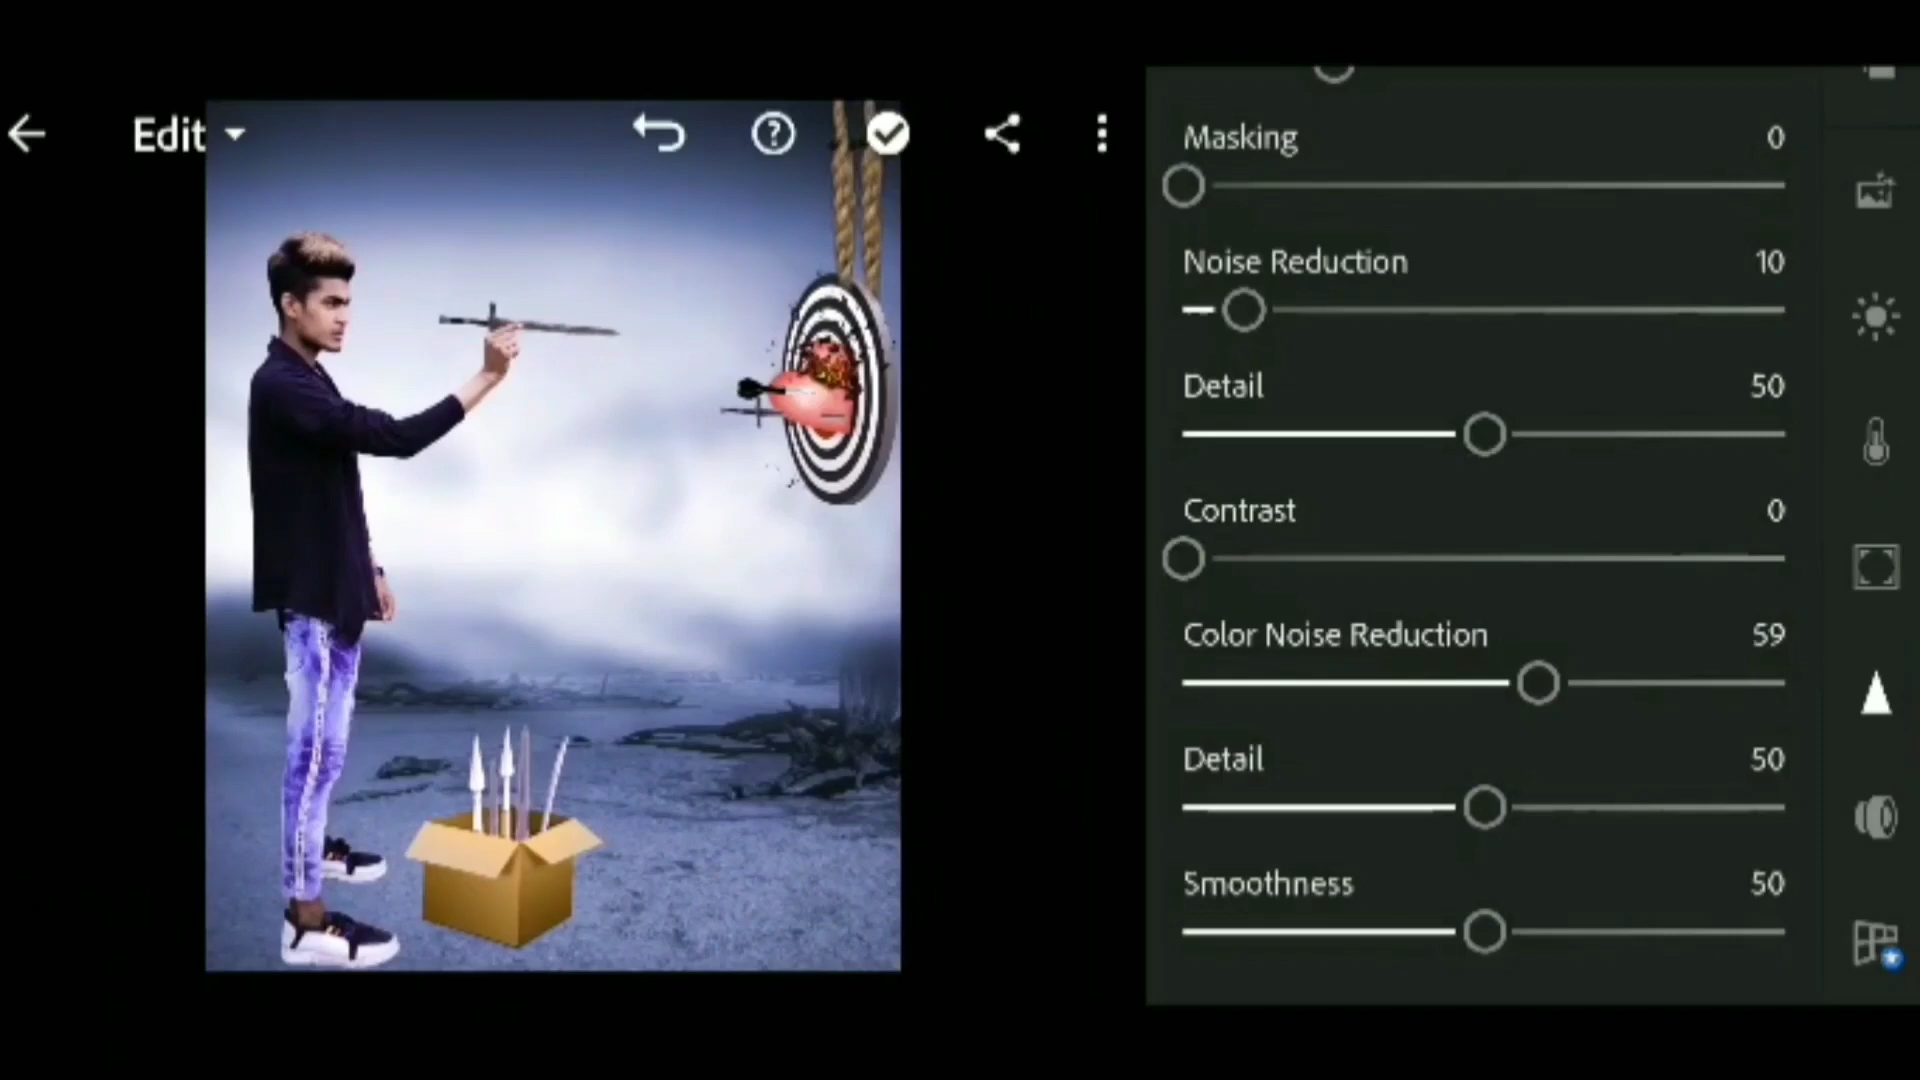 Edit
Masking 0
Noise Reduction 10
Detail 50
Contrast 0
Color Noise Reduction 59
Detail 50
Smoothness 50